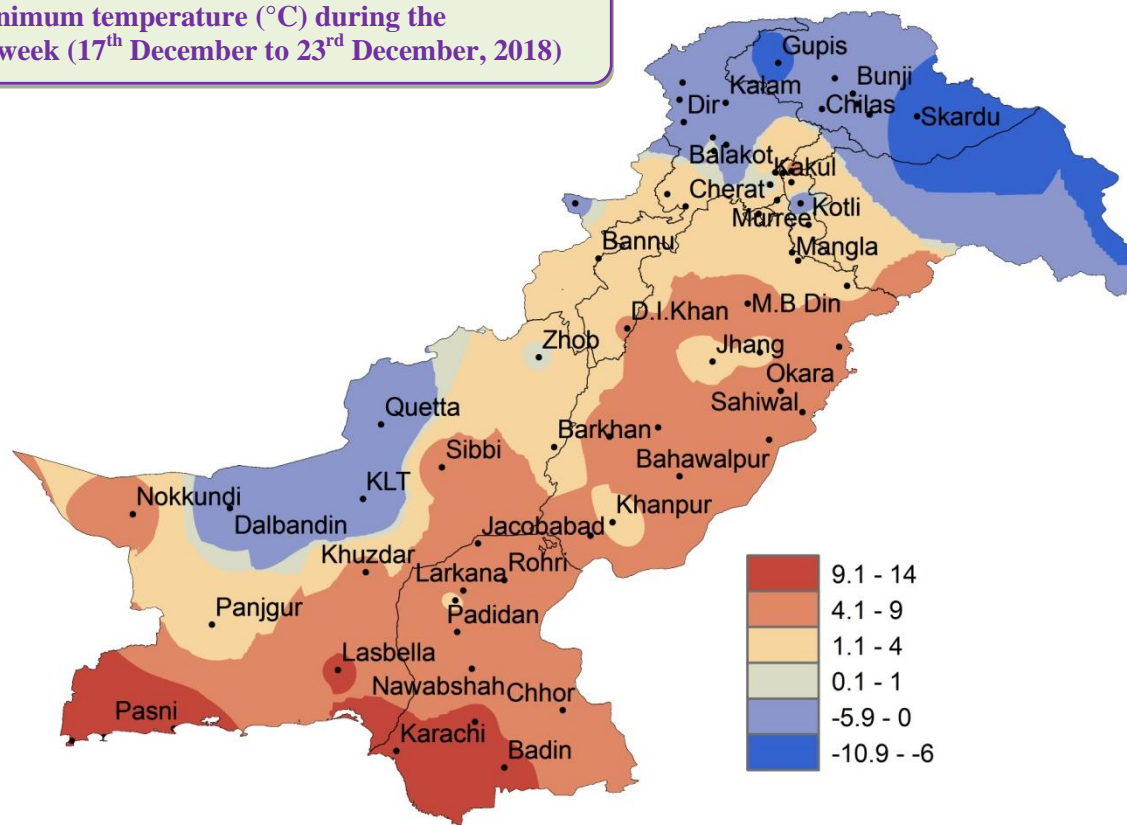 nimum temperature (°C) during the
week (17th December to 23rd December, 2018)
Gupis
Bunji
Kalam
Dir
Chilas
Skardu
Balakot
Kakul
Cherat
Kotli
Murree
Bannu
Mangla
D.I.Khan
M.B Din
Zhob
Jhang
Okara
Quetta
Sahiwal
Barkhan
Sibbi
Bahawalpur
KLT
Nokkundi
Khanpur
Dalbandin
Jacobabad
Khuzdar
Rohri
Larkana
Panjgur
Padidan
Lasbella
Nawabshah
Chhor
Pasni
Karachi
Badin
9.1 - 14
4.1 - 9
1.1 - 4
0.1 - 1
-5.9 - 0
-10.9 - -6